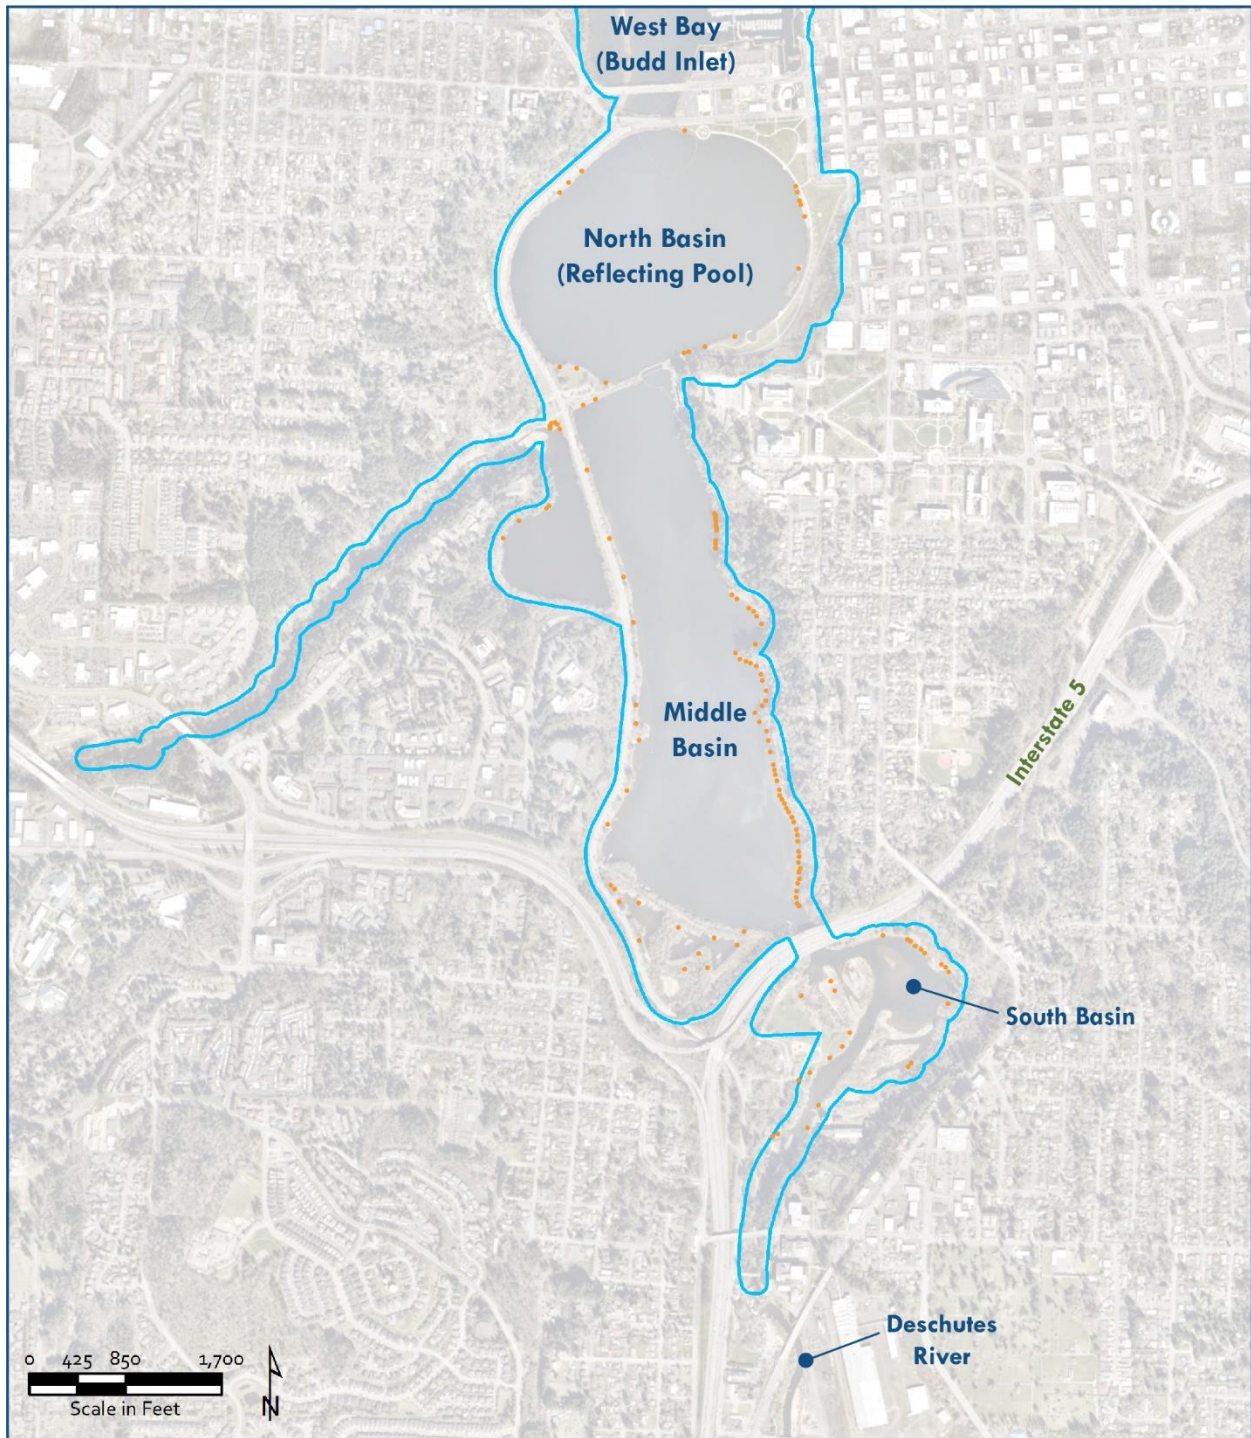 West Bay
(Budd Inlet)
North Basin
(Reflecting Pool)
Middle
Basin
Interstate 5
South Basin
Deschutes
River
0 425 850 1,700
Scale in Feet
N